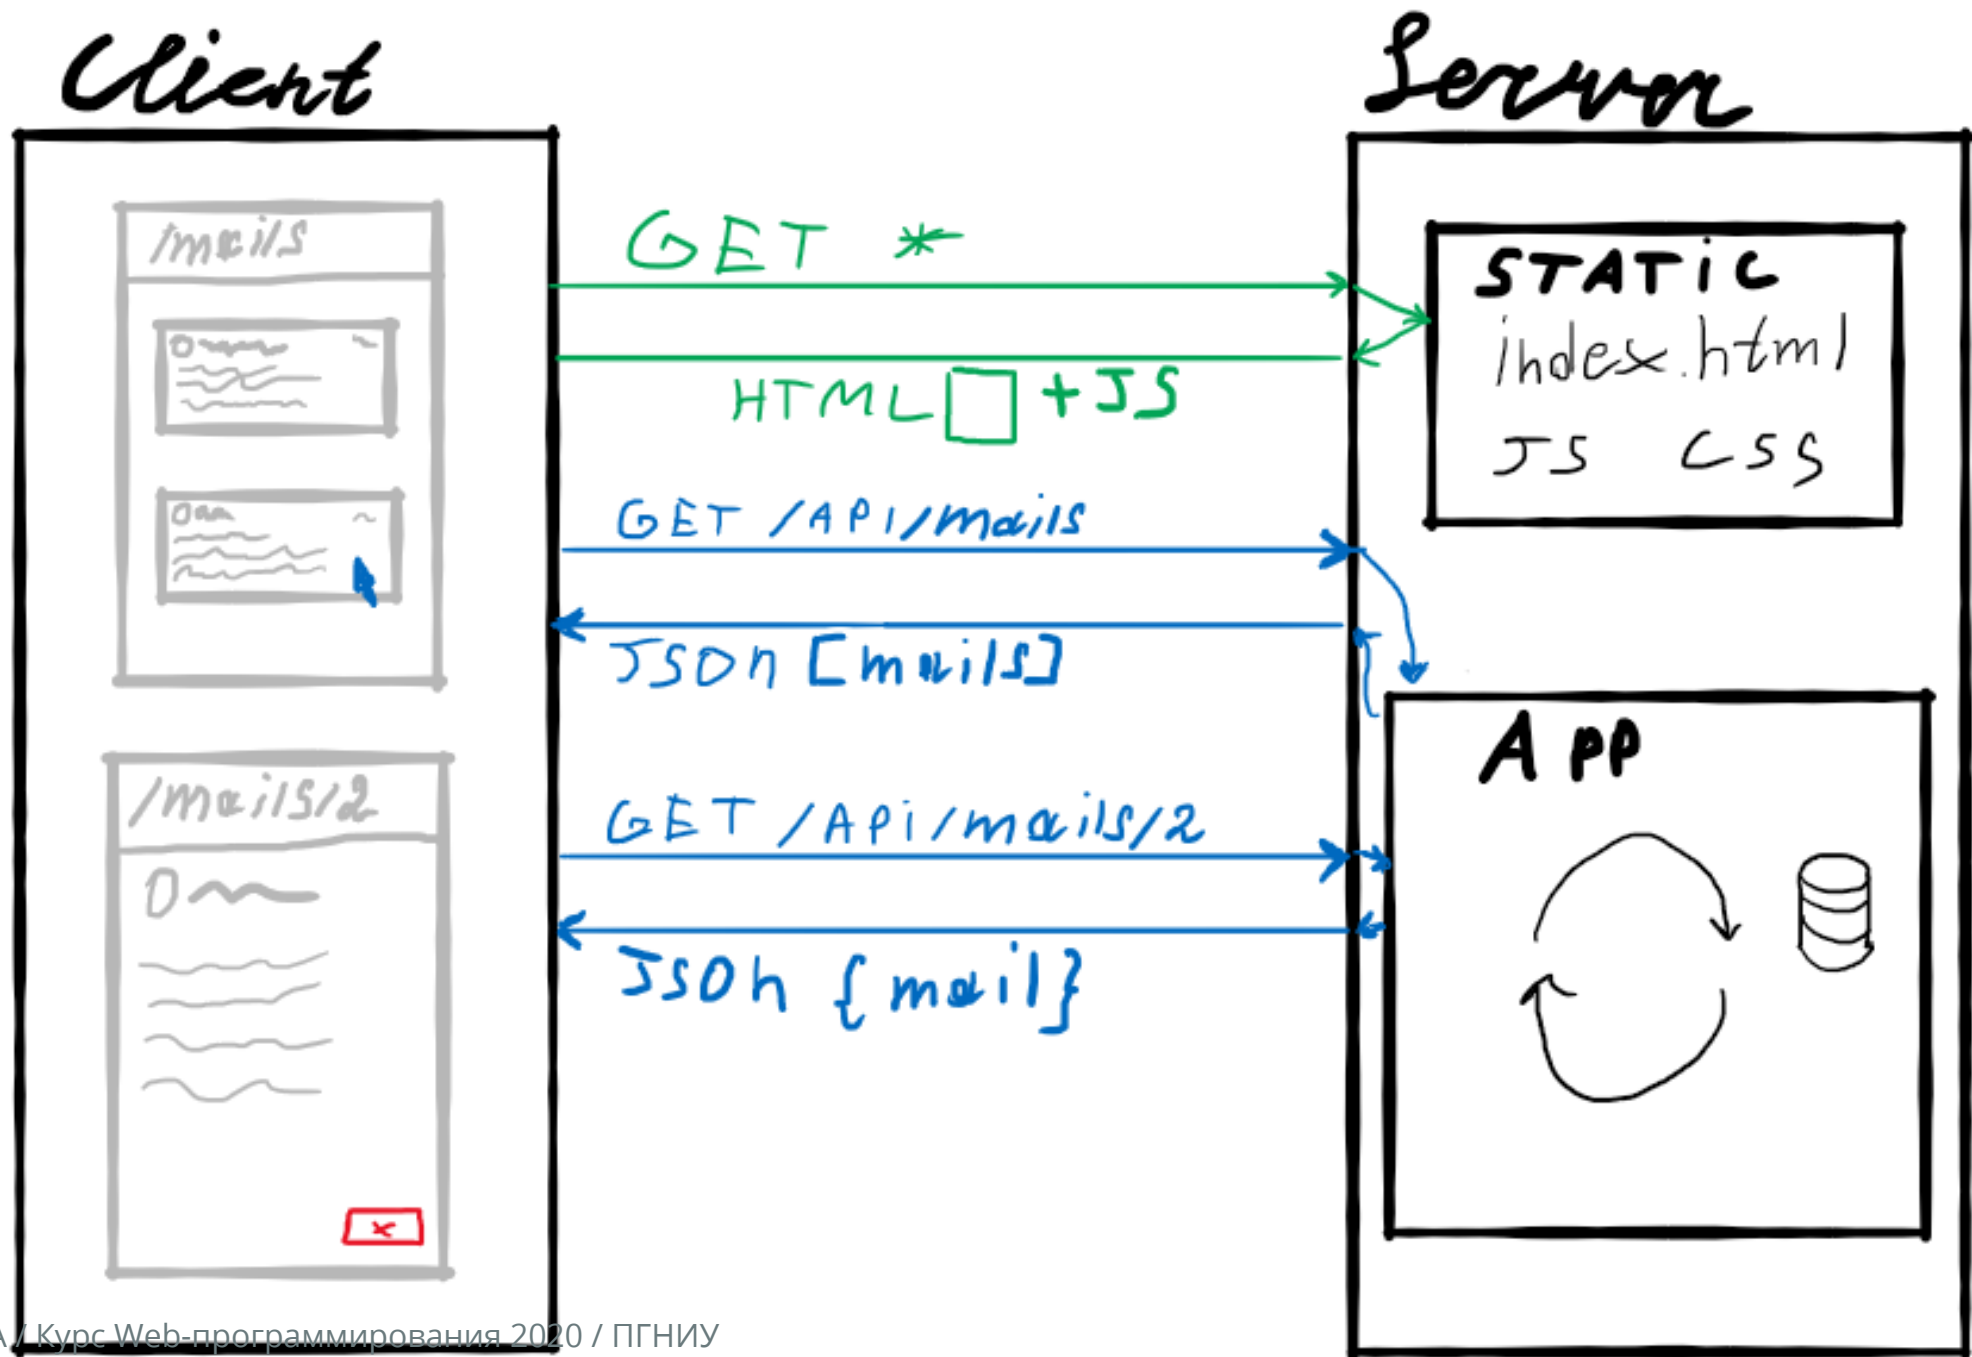 Client
Server
/mails
GET *
STATiC
index.html
JS CSS
HTML + JS
GET /API/mails
JSON [mails]
App
/mails/2
GET /Api/mails/2
JSON {mail}
x
/ Курс Web-программирования 2020 / ПГНИУ